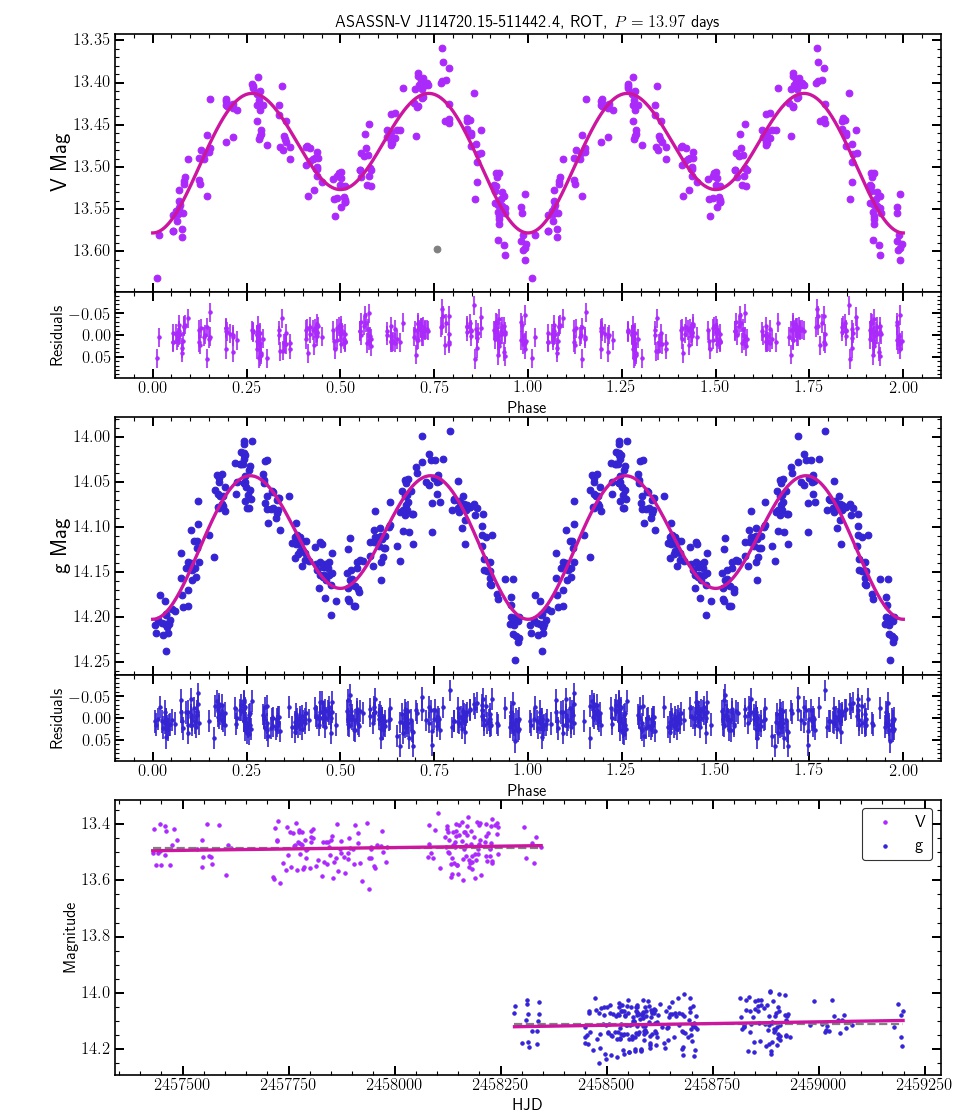 ASASSN-V J114720.15-511442.4, ROT, P = 13.97 days
13.35
13.40
13.45
13.50
13.55
13.60
V Mag
−0.05
0.00
0.05
Residuals
0.00 0.25 0.50 0.75 1.00 1.25 1.50 1.75 2.00
Phase
14.00
14.05
14.10
14.15
14.20
14.25
g Mag
−0.05
0.00
0.05
Residuals
0.00 0.25 0.50 0.75 1.00 1.25 1.50 1.75 2.00
Phase
13.4
13.6
13.8
14.0
14.2
Magnitude
V
g
2457500 2457750 2458000 2458250 2458500 2458750 2459000 2459250
HJD